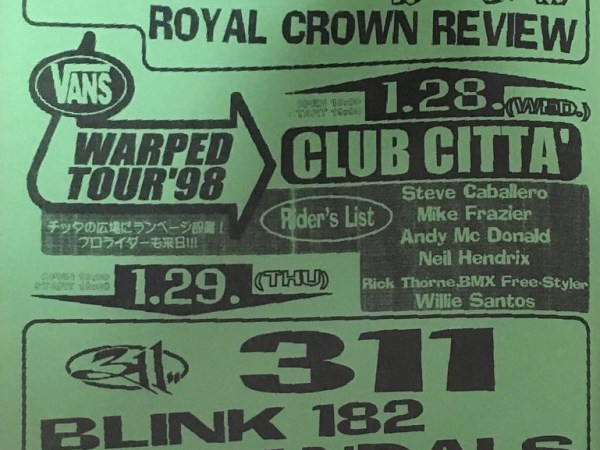 ROYAL CROWN REVIEW
VANS
WARPED
TOUR'98
1.28.(WED.)
CLUB CITTA'
チッタの広場にランページ即設!
プロライダーも来日!!!
Rider's List
Steve Caballero
Mike Frazier
Andy Mc Donald
Neil Hendrix
Rick Thorne.BMX Free-Styler
Willie Santos
1.29.(THU)
311
311
BLINK 182